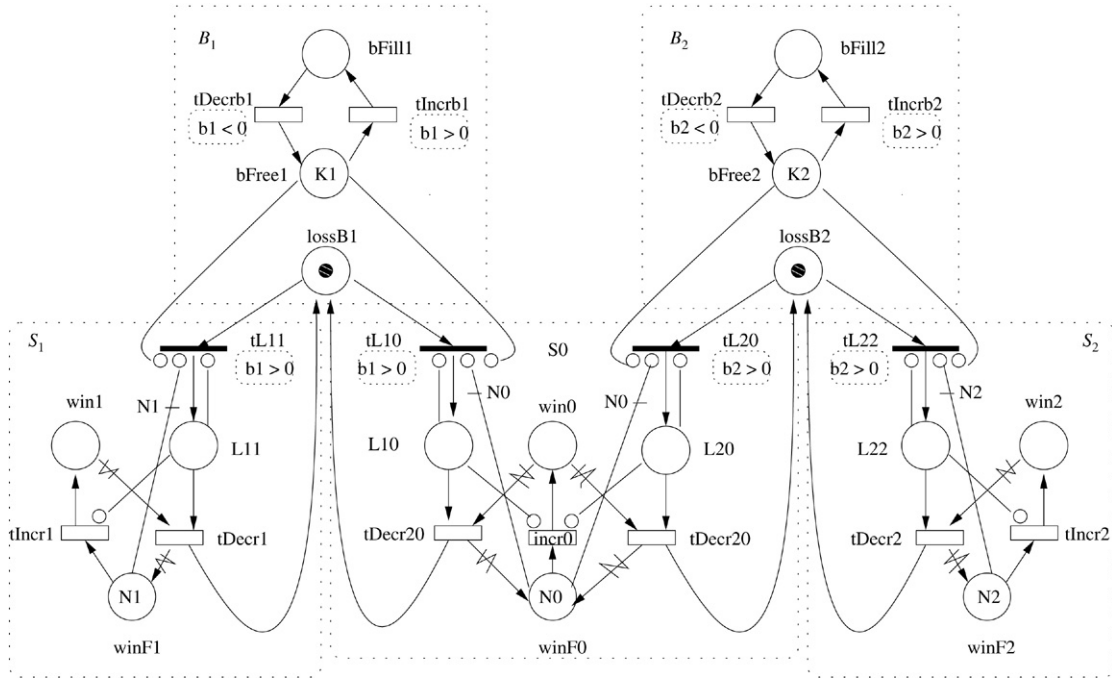 B1
bFill1
tDecrb1
tIncrb1
b1 < 0
b1 > 0
bFree1
K1
lossB1
B2
bFill2
tDecrb2
tIncrb2
b2 < 0
b2 > 0
bFree2
K2
lossB2
S1
tL11
b1 > 0
win1
N1
L11
tIncr1
tDecr1
N1
winF1
tL10
b1 > 0
S0
tL20
b2 > 0
N0
win0
N0
L10
L20
tDecr20
incr0
tDecr20
N0
winF0
tL22
b2 > 0
S2
N2
win2
L22
tDecr2
tIncr2
N2
winF2